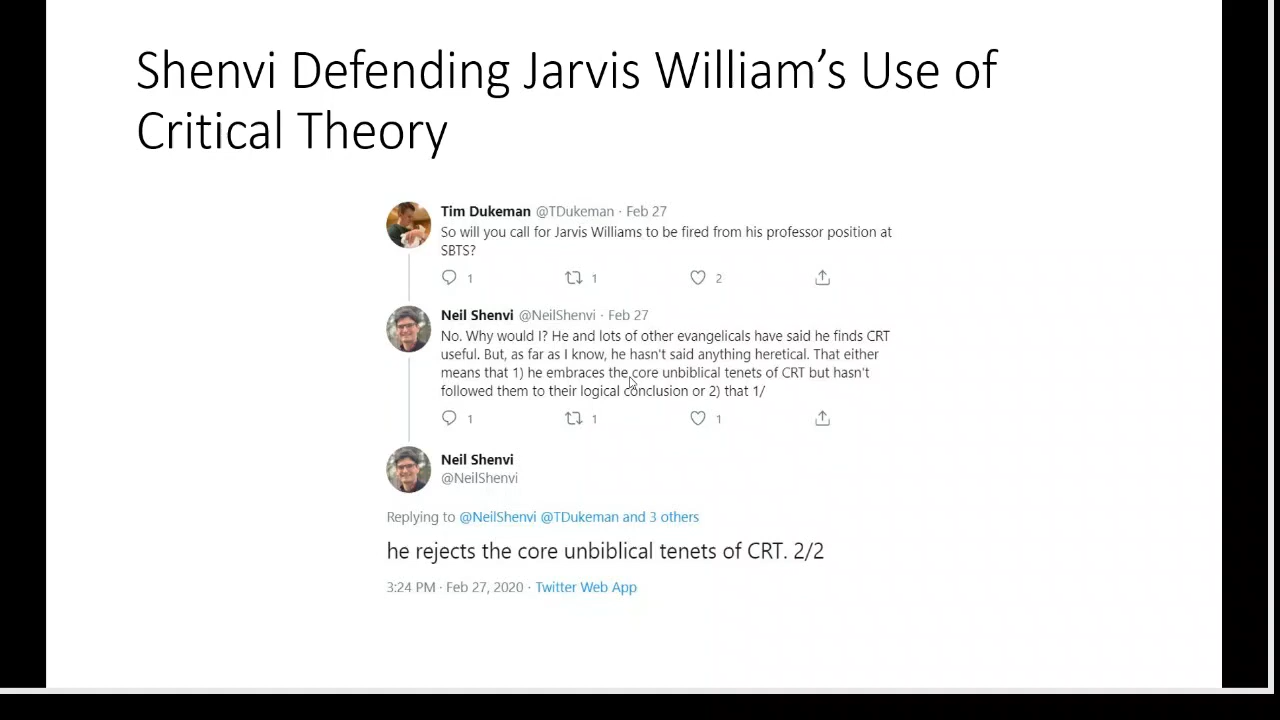 Shenvi Defending Jarvis William’s Use of
Critical Theory
Tim Dukeman @TDukeman · Feb 27
So will you call for Jarvis Williams to be fired from his professor position at
SBTS?
1 1 2
Neil Shenvi @NeilShenvi · Feb 27
No. Why would I? He and lots of other evangelicals have said he finds CRT
useful. But, as far as I know, he hasn't said anything heretical. That either
means that 1) he embraces the core unbiblical tenets of CRT but hasn't
followed them to their logical conclusion or 2) that 1/
1 1 1
Neil Shenvi
@NeilShenvi
Replying to @NeilShenvi @TDukeman and 3 others
he rejects the core unbiblical tenets of CRT. 2/2
3:24 PM · Feb 27, 2020 · Twitter Web App